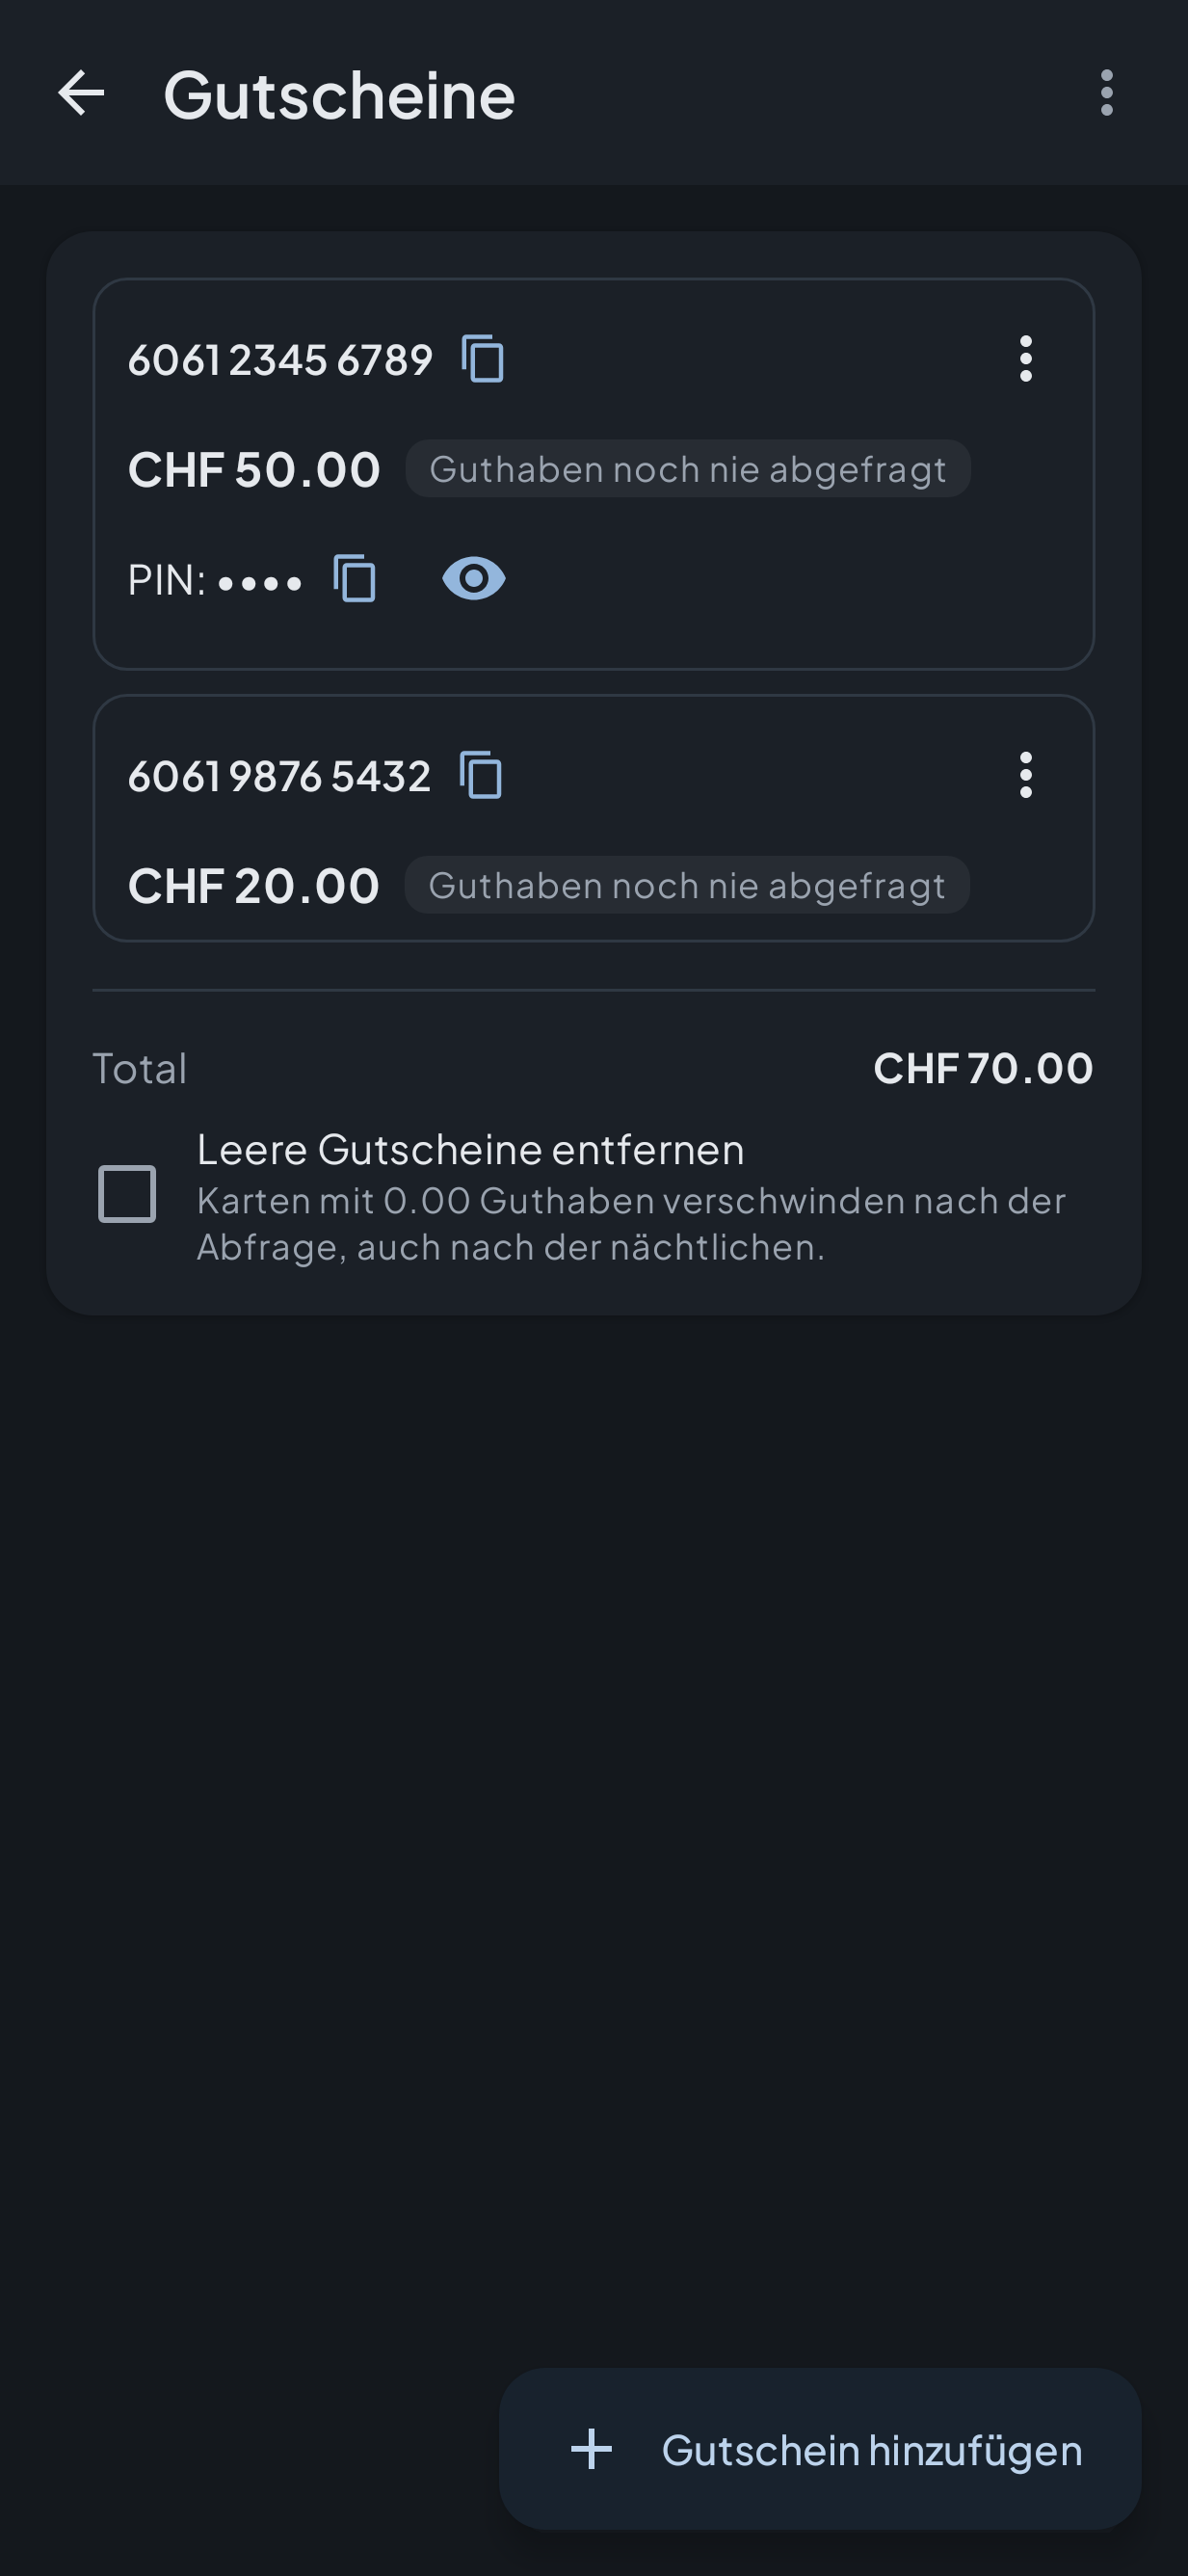 Gutscheine
6061 2345 6789
CHF 50.00 Guthaben noch nie abgefragt
PIN: ••••
6061 9876 5432
CHF 20.00 Guthaben noch nie abgefragt
Total CHF 70.00
Leere Gutscheine entfernen
Karten mit 0.00 Guthaben verschwinden nach der
Abfrage, auch nach der nächtlichen.
Gutschein hinzufügen